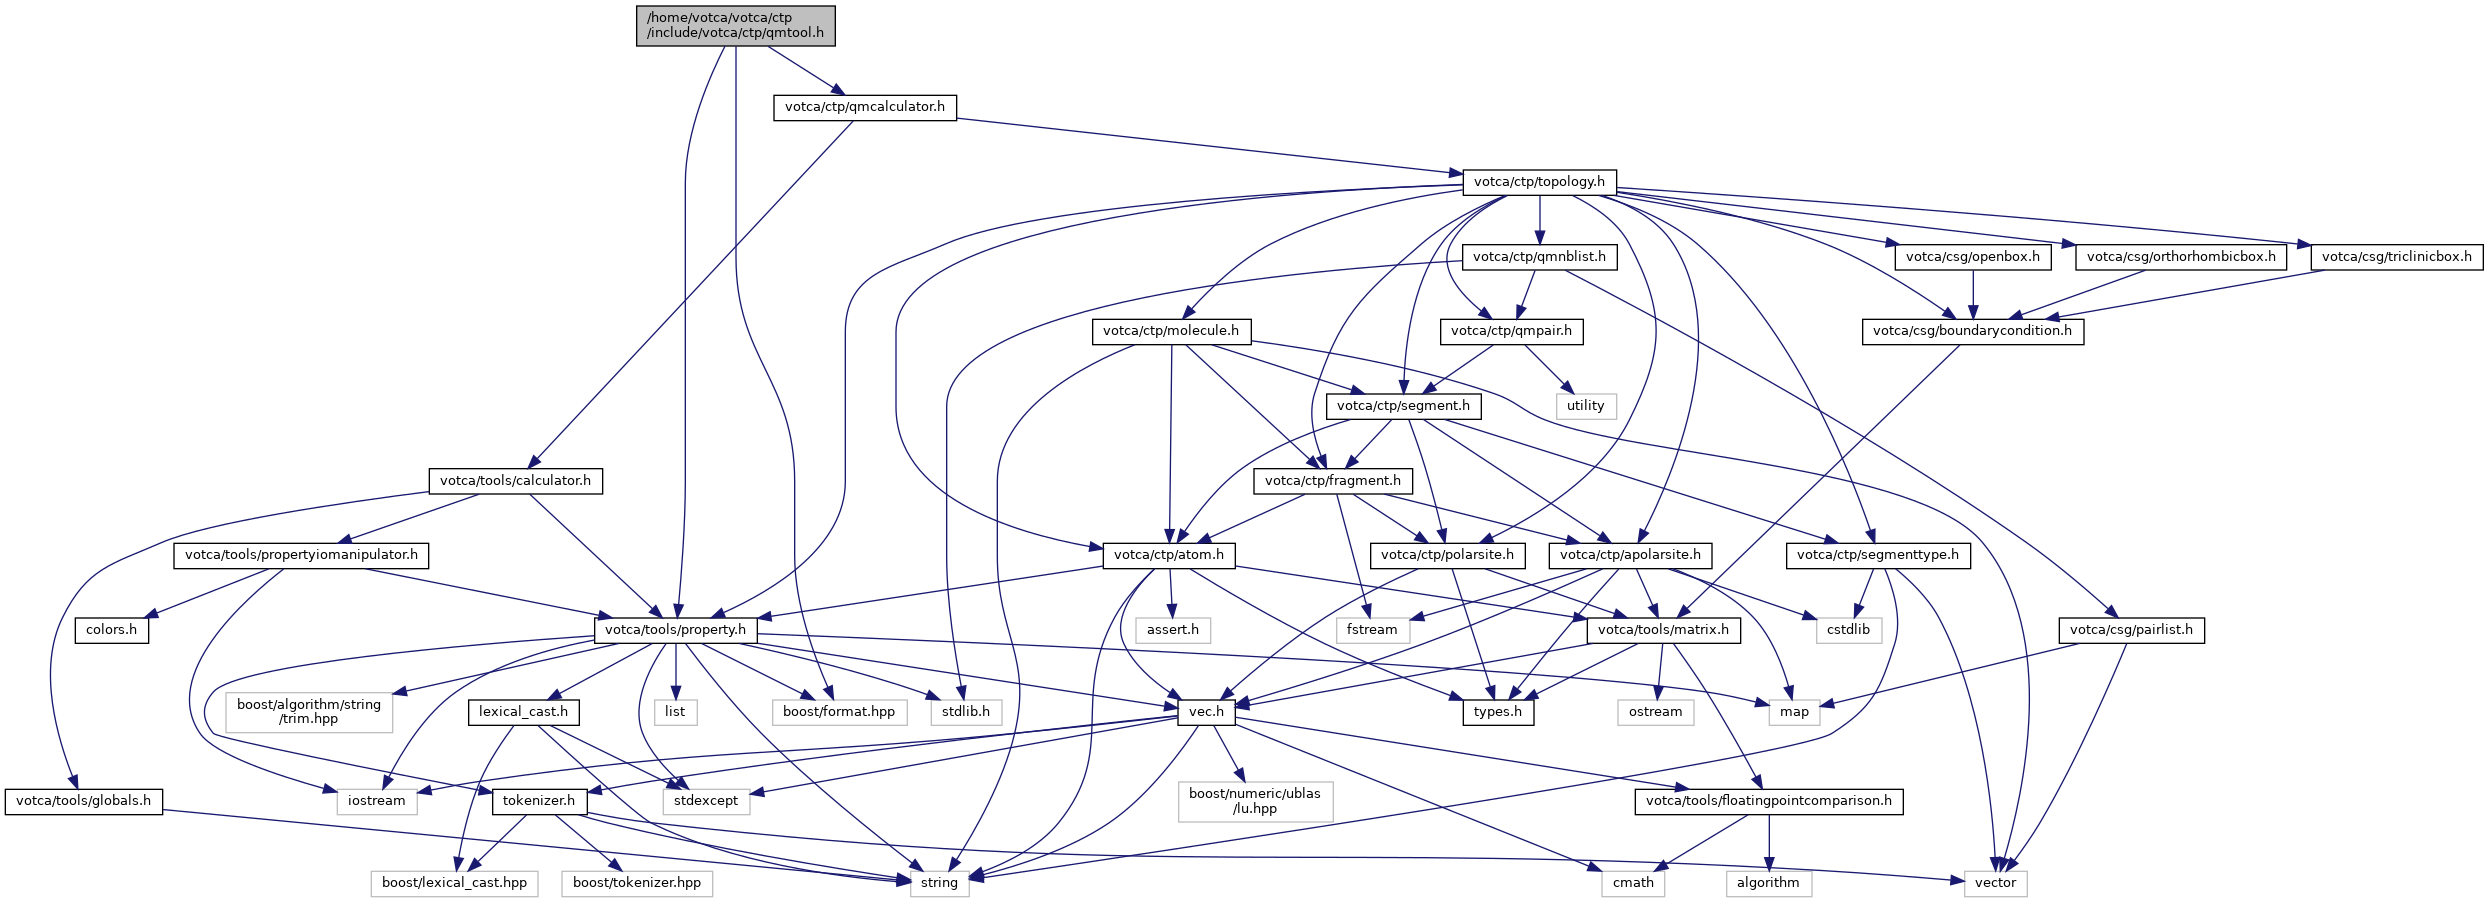 /home/votca/votca/ctp
/include/votca/ctp/qmtool.h
votca/ctp/qmcalculator.h
votca/ctp/topology.h
votca/ctp/qmnblist.h
votca/csg/openbox.h
votca/csg/orthorhombicbox.h
votca/csg/triclinicbox.h
votca/ctp/molecule.h
votca/ctp/qmpair.h
votca/csg/boundarycondition.h
votca/ctp/segment.h
utility
votca/tools/calculator.h
votca/ctp/fragment.h
votca/tools/propertyiomanipulator.h
votca/ctp/atom.h
votca/ctp/polarsite.h
votca/ctp/apolarsite.h
votca/ctp/segmenttype.h
colors.h
votca/tools/property.h
assert.h
fstream
votca/tools/matrix.h
cstdlib
votca/csg/pairlist.h
boost/algorithm/string
/trim.hpp
lexical_cast.h
list
boost/format.hpp
stdlib.h
vec.h
types.h
ostream
map
votca/tools/globals.h
iostream
tokenizer.h
stdexcept
boost/numeric/ublas
/lu.hpp
votca/tools/floatingpointcomparison.h
boost/lexical_cast.hpp
boost/tokenizer.hpp
string
cmath
algorithm
vector